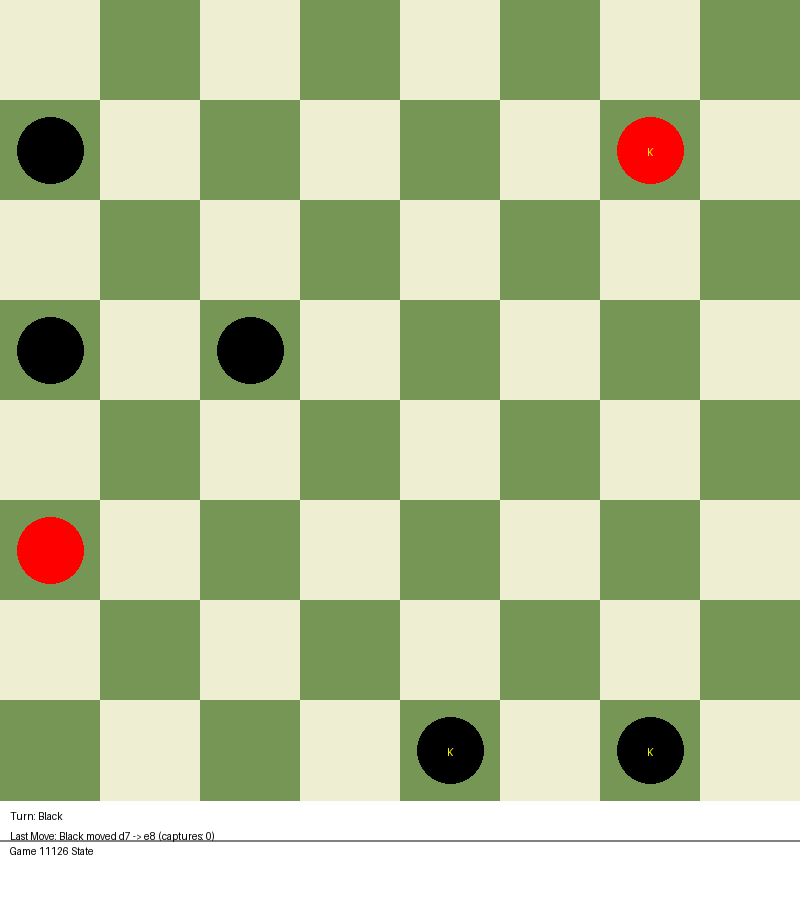 K
K K
Turn: Black
Last Move: Black moved d7 -> e8 (captures: 0)
Game 11126 State